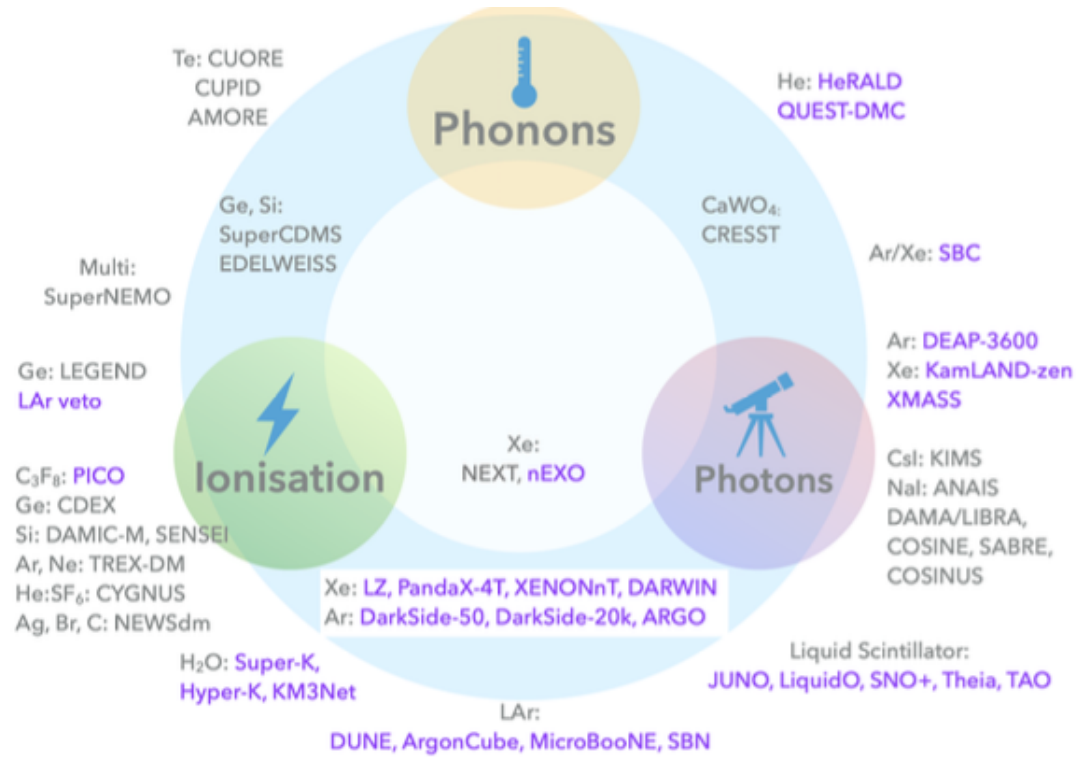 Te: CUORE
CUPID
AMORE
Phonons
He: HeRALD
QUEST-DMC
Ge, Si:
SuperCDMS
EDELWEISS
CaWO₄:
CRESST
Ar/Xe: SBC
Multi:
SuperNEMO
Ge: LEGEND
LAr veto
Ar: DEAP-3600
Xe: KamLAND-zen
XMASS
Ionisation
Xe:
NEXT, nEXO
Photons
C₃F₈: PICO
Ge: CDEX
Si: DAMIC-M, SENSEI
Ar, Ne: TREX-DM
He:SF₆: CYGNUS
Ag, Br, C: NEWSdm
CsI: KIMS
NaI: ANAIS
DAMA/LIBRA,
COSINE, SABRE,
COSINUS
Xe: LZ, PandaX-4T, XENONnT, DARWIN
Ar: DarkSide-50, DarkSide-20k, ARGO
H₂O: Super-K,
Hyper-K, KM3Net
Liquid Scintillator:
JUNO, LiquidO, SNO+, Theia, TAO
LAr:
DUNE, ArgonCube, MicroBooNE, SBN